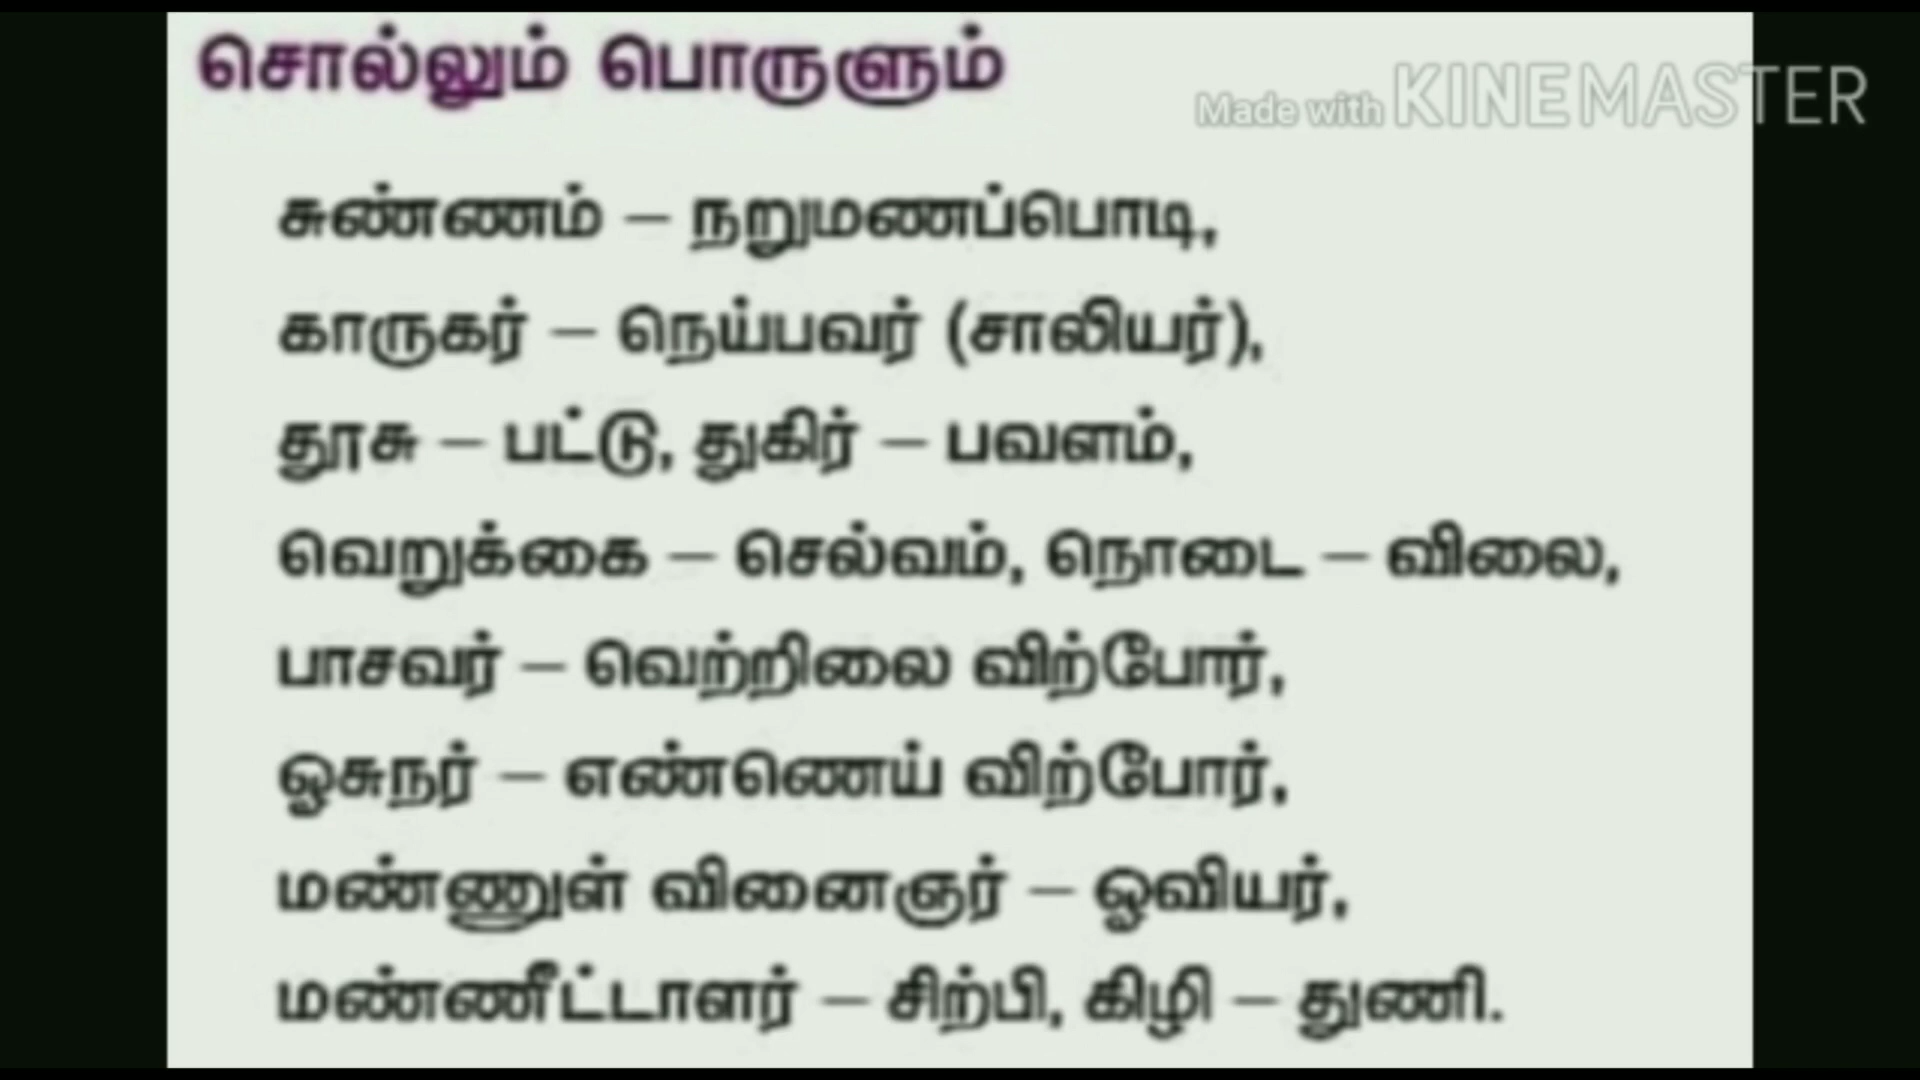 சொல்லும் பொருளும்
Made with KINEMASTER
சுண்ணம் – நறுமணப்பொடி,
காருகர் – நெய்பவர் (சாலியர்),
தூசு – பட்டு, துகிர் – பவளம்,
வெறுக்கை – செல்வம், நொடை – விலை,
பாசவர் – வெற்றிலை விற்போர்,
ஓசுநர் – எண்ணெய் விற்போர்,
மண்ணுள் வினைஞர் – ஓவியர்,
மண்ணீட்டாளர் – சிற்பி, கிழி – துணி.